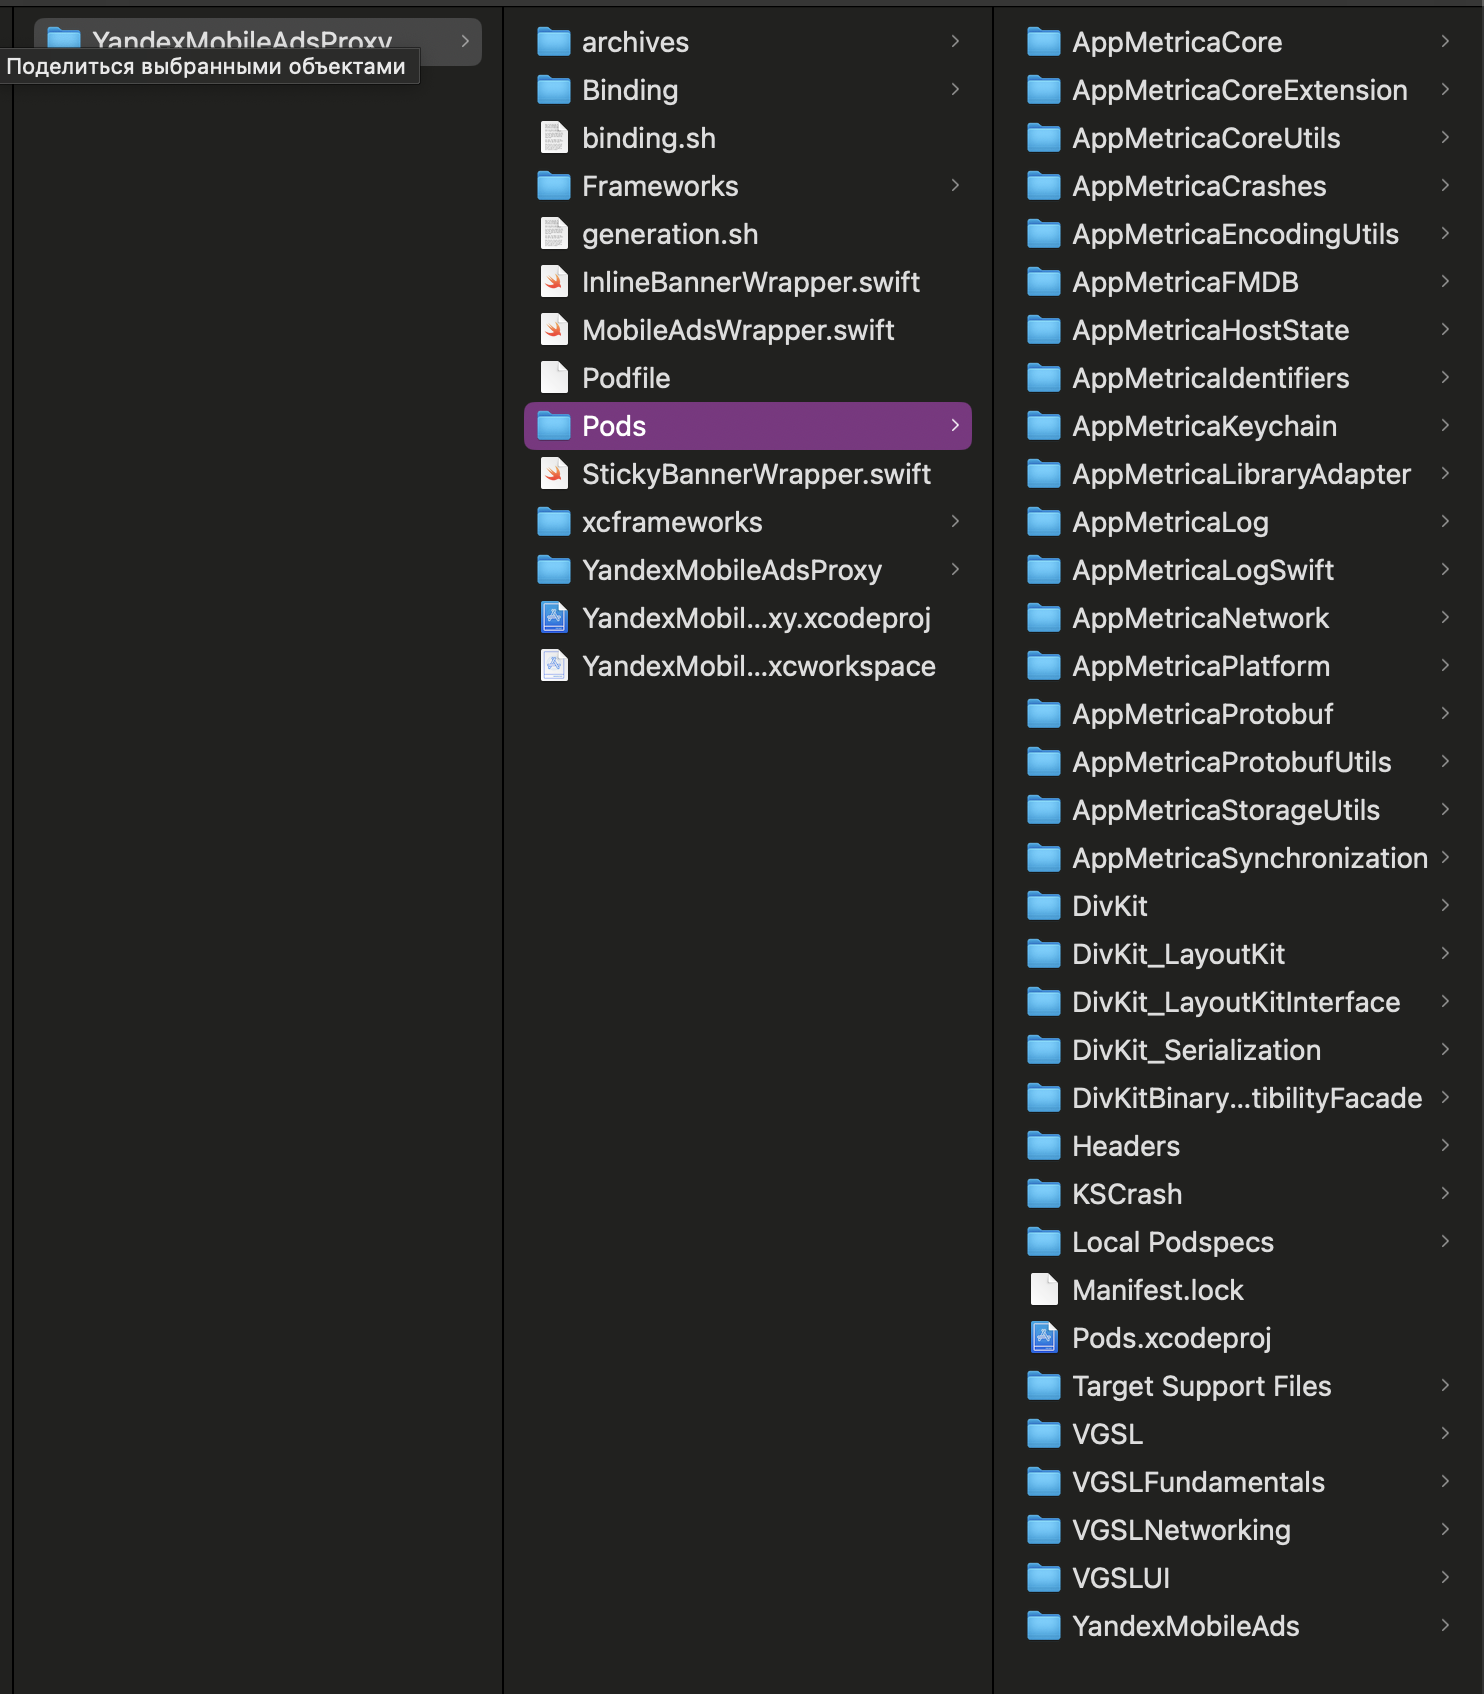 YandexMobileAdsProxy
Поделиться выбранными объектами
archives
Binding
binding.sh
Frameworks
generation.sh
InlineBannerWrapper.swift
MobileAdsWrapper.swift
Podfile
Pods
StickyBannerWrapper.swift
xcframeworks
YandexMobileAdsProxy
YandexMobil...xy.xcodeproj
YandexMobil...xcworkspace
AppMetricaCore
AppMetricaCoreExtension
AppMetricaCoreUtils
AppMetricaCrashes
AppMetricaEncodingUtils
AppMetricaFMDB
AppMetricaHostState
AppMetricaIdentifiers
AppMetricaKeychain
AppMetricaLibraryAdapter
AppMetricaLog
AppMetricaLogSwift
AppMetricaNetwork
AppMetricaPlatform
AppMetricaProtobuf
AppMetricaProtobufUtils
AppMetricaStorageUtils
AppMetricaSynchronization
DivKit
DivKit_LayoutKit
DivKit_LayoutKitInterface
DivKit_Serialization
DivKitBinary...tibilityFacade
Headers
KSCrash
Local Podspecs
Manifest.lock
Pods.xcodeproj
Target Support Files
VGSL
VGSLFundamentals
VGSLNetworking
VGSLUI
YandexMobileAds